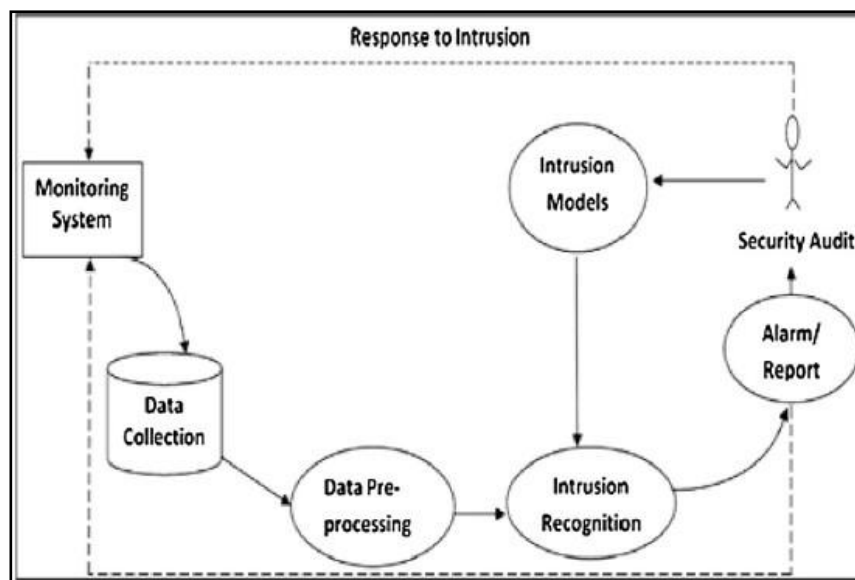 Response to Intrusion
Monitoring
System
Intrusion
Models
Security Audit
Alarm/
Report
Data
Collection
Data Pre-
processing
Intrusion
Recognition